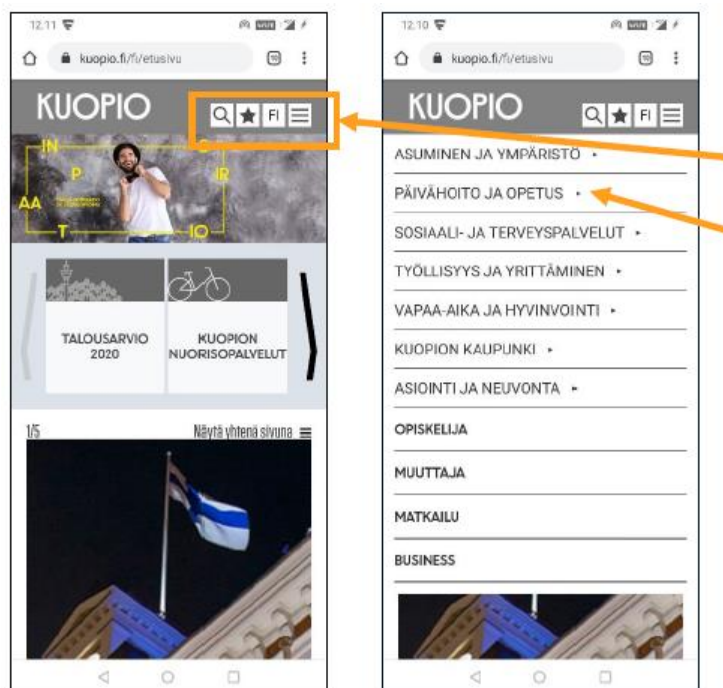 12.11
kuopio.fi/fi/etusivu
KUOPIO
FI
IN
P
IR
AA
T
IO
TALOUSARVIO
2020
KUOPION
NUORISOPALVELUT
1/5
Näytä yhtenä sivuna
12.10
kuopio.fi/fi/etusivu
KUOPIO
FI
ASUMINEN JA YMPÄRISTÖ
PÄIVÄHOITO JA OPETUS
SOSIAALI- JA TERVEYSPALVELUT
TYÖLLISYYS JA YRITTÄMINEN
VAPAA-AIKA JA HYVINVOINTI
KUOPION KAUPUNKI
ASIOINTI JA NEUVONTA
OPISKELIJA
MUUTTAJA
MATKAILU
BUSINESS